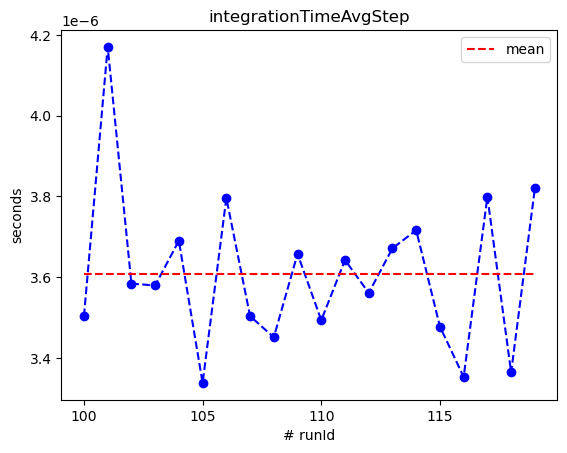 integrationTimeAvgStep
1e−6
4.2
4.0
3.8
3.6
3.4
seconds
mean
100
105
110
115
# runId